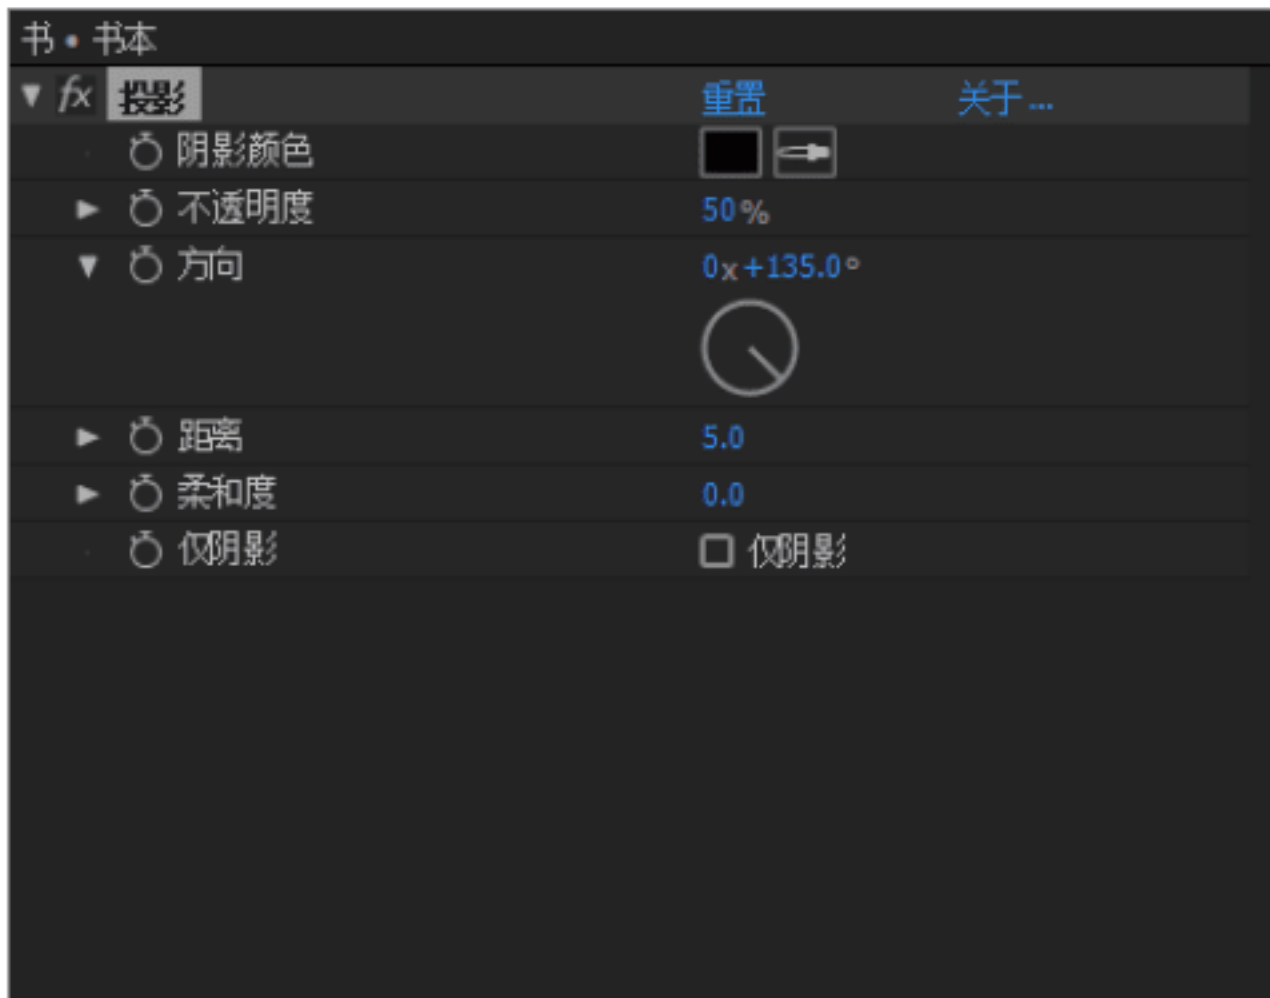 书•书本
fx 投影 重置 关于...
阴影颜色
不透明度 50%
方向 0x+135.0°
距离 5.0
柔和度 0.0
仅阴影 仅阴影